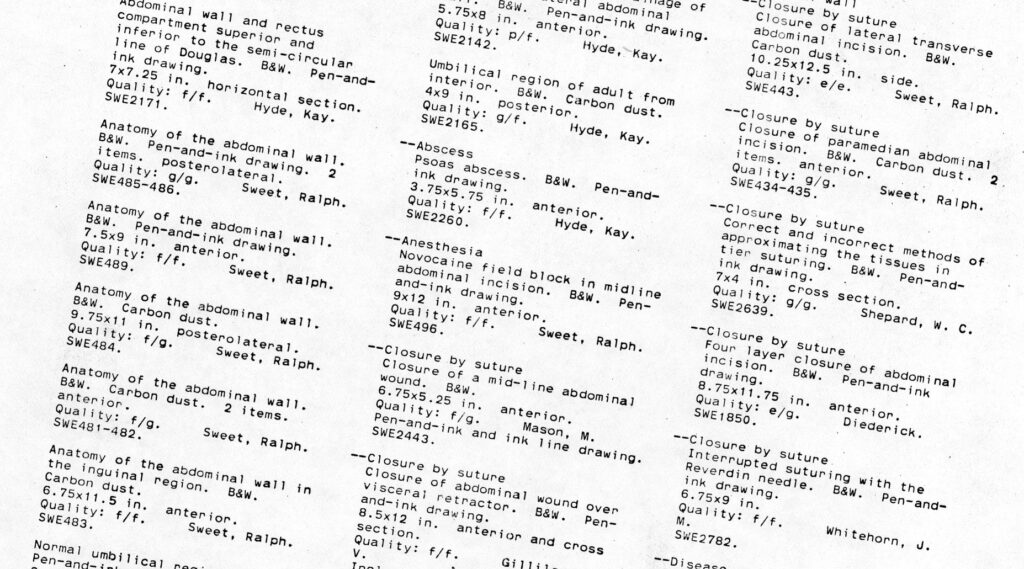 Abdominal wall and rectus
compartment superior and
inferior to the semi-circular
line of Douglas. B&W. Pen-and-
ink drawing.
7x7.25 in. horizontal section.
Quality: f/f. Hyde, Kay.
SWE2171.
Anatomy of the abdominal wall.
B&W. Pen-and-ink drawing. 2
items. posterolateral.
Quality: g/g. Sweet, Ralph.
SWE485-486.
Anatomy of the abdominal wall.
B&W. Pen-and-ink drawing.
7.5x9 in. anterior.
Quality: f/f. Sweet, Ralph.
SWE489.
Anatomy of the abdominal wall.
B&W. Carbon dust.
9.75x11 in. posterolateral.
Quality: f/g. Sweet, Ralph.
SWE484.
Anatomy of the abdominal wall.
B&W. Carbon dust. 2 items.
anterior.
Quality: f/g. Sweet, Ralph.
SWE481-482.
Anatomy of the abdominal wall in
the inguinal region. B&W.
Carbon dust.
6.75x11.5 in. anterior.
Quality: f/f. Sweet, Ralph.
SWE483.
Normal umbilical
Pen-and-ink
of
abdominal
wall. B&W. Pen-and-ink drawing.
5.75x8 in. anterior.
Quality: p/f. Hyde, Kay.
SWE2142.
Umbilical region of adult from
interior. B&W. Carbon dust.
4x9 in. posterior.
Quality: g/f. Hyde, Kay.
SWE2165.
--Abscess
Psoas abscess. B&W. Pen-and-
ink drawing.
3.75x5.75 in. anterior.
Quality: f/f. Hyde, Kay.
SWE2260.
--Anesthesia
Novocaine field block in midline
abdominal incision. B&W. Pen-
and-ink drawing.
9x12 in. anterior.
Quality: f/f. Sweet, Ralph.
SWE496.
--Closure by suture
Closure of a mid-line abdominal
wound. B&W.
6.75x5.25 in. anterior.
Quality: f/g. Mason, M.
Pen-and-ink and ink line drawing.
SWE2443.
--Closure by suture
Closure of abdominal wound over
visceral retractor. B&W. Pen-
and-ink drawing.
8.5x12 in. anterior and cross
section.
Quality: f/f.
V.
wall
--Closure by suture
Closure of lateral transverse
abdominal incision. B&W.
Carbon dust.
10.25x12.5 in. side.
Quality: e/e. Sweet, Ralph.
SWE443.
--Closure by suture
Closure of paramedian abdominal
incision. B&W. Carbon dust. 2
items. anterior.
Quality: g/g. Sweet, Ralph.
SWE434-435.
--Closure by suture
Correct and incorrect methods of
approximating the tissues in
tier suturing. B&W. Pen-and-
ink drawing.
7x4 in. cross section.
Quality: g/g. Shepard, W. C.
SWE2639.
--Closure by suture
Four layer closure of abdominal
incision. B&W. Pen-and-ink
drawing.
8.75x11.75 in. anterior.
Quality: e/g. Diederick.
SWE1850.
--Closure by suture
Interrupted suturing with the
Reverdin needle. B&W. Pen-and-
ink drawing.
6.75x9 in.
Quality: f/f. Whitehorn, J.
M.
SWE2782.